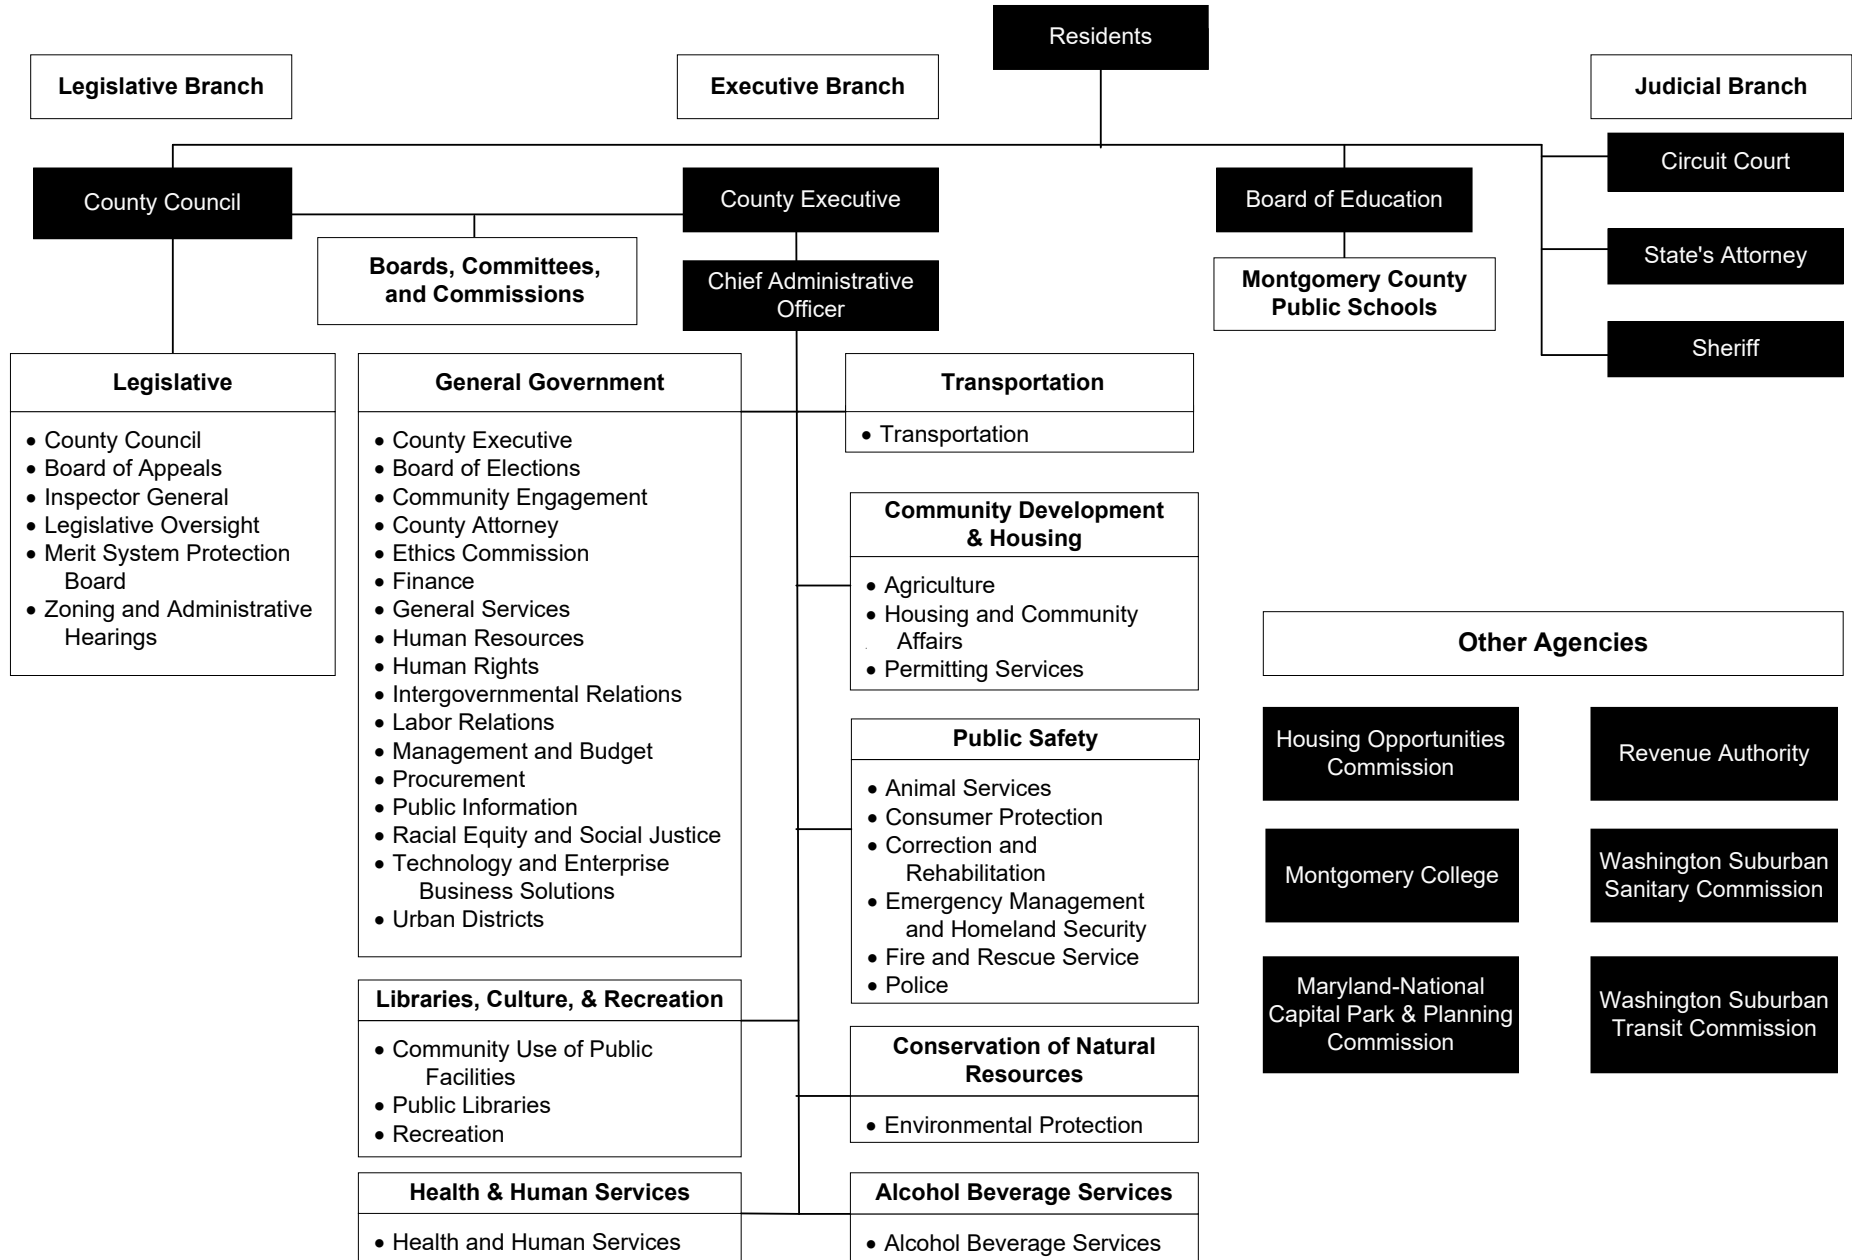 Residents
Legislative Branch
Executive Branch
Judicial Branch
County Council
County Executive
Board of Education
Circuit Court
State's Attorney
Sheriff
Boards, Committees,
and Commissions
Chief Administrative
Officer
Montgomery County
Public Schools
Legislative
• County Council
• Board of Appeals
• Inspector General
• Legislative Oversight
• Merit System Protection
Board
• Zoning and Administrative
Hearings
General Government
• County Executive
• Board of Elections
• Community Engagement
• County Attorney
• Ethics Commission
• Finance
• General Services
• Human Resources
• Human Rights
• Intergovernmental Relations
• Labor Relations
• Management and Budget
• Procurement
• Public Information
• Racial Equity and Social Justice
• Technology and Enterprise
Business Solutions
• Urban Districts
Libraries, Culture, & Recreation
• Community Use of Public
Facilities
• Public Libraries
• Recreation
Health & Human Services
• Health and Human Services
Transportation
• Transportation
Community Development
& Housing
• Agriculture
• Housing and Community
Affairs
• Permitting Services
Public Safety
• Animal Services
• Consumer Protection
• Correction and
Rehabilitation
• Emergency Management
and Homeland Security
• Fire and Rescue Service
• Police
Conservation of Natural
Resources
• Environmental Protection
Alcohol Beverage Services
• Alcohol Beverage Services
Other Agencies
Housing Opportunities
Commission
Revenue Authority
Montgomery College
Washington Suburban
Sanitary Commission
Maryland-National
Capital Park & Planning
Commission
Washington Suburban
Transit Commission